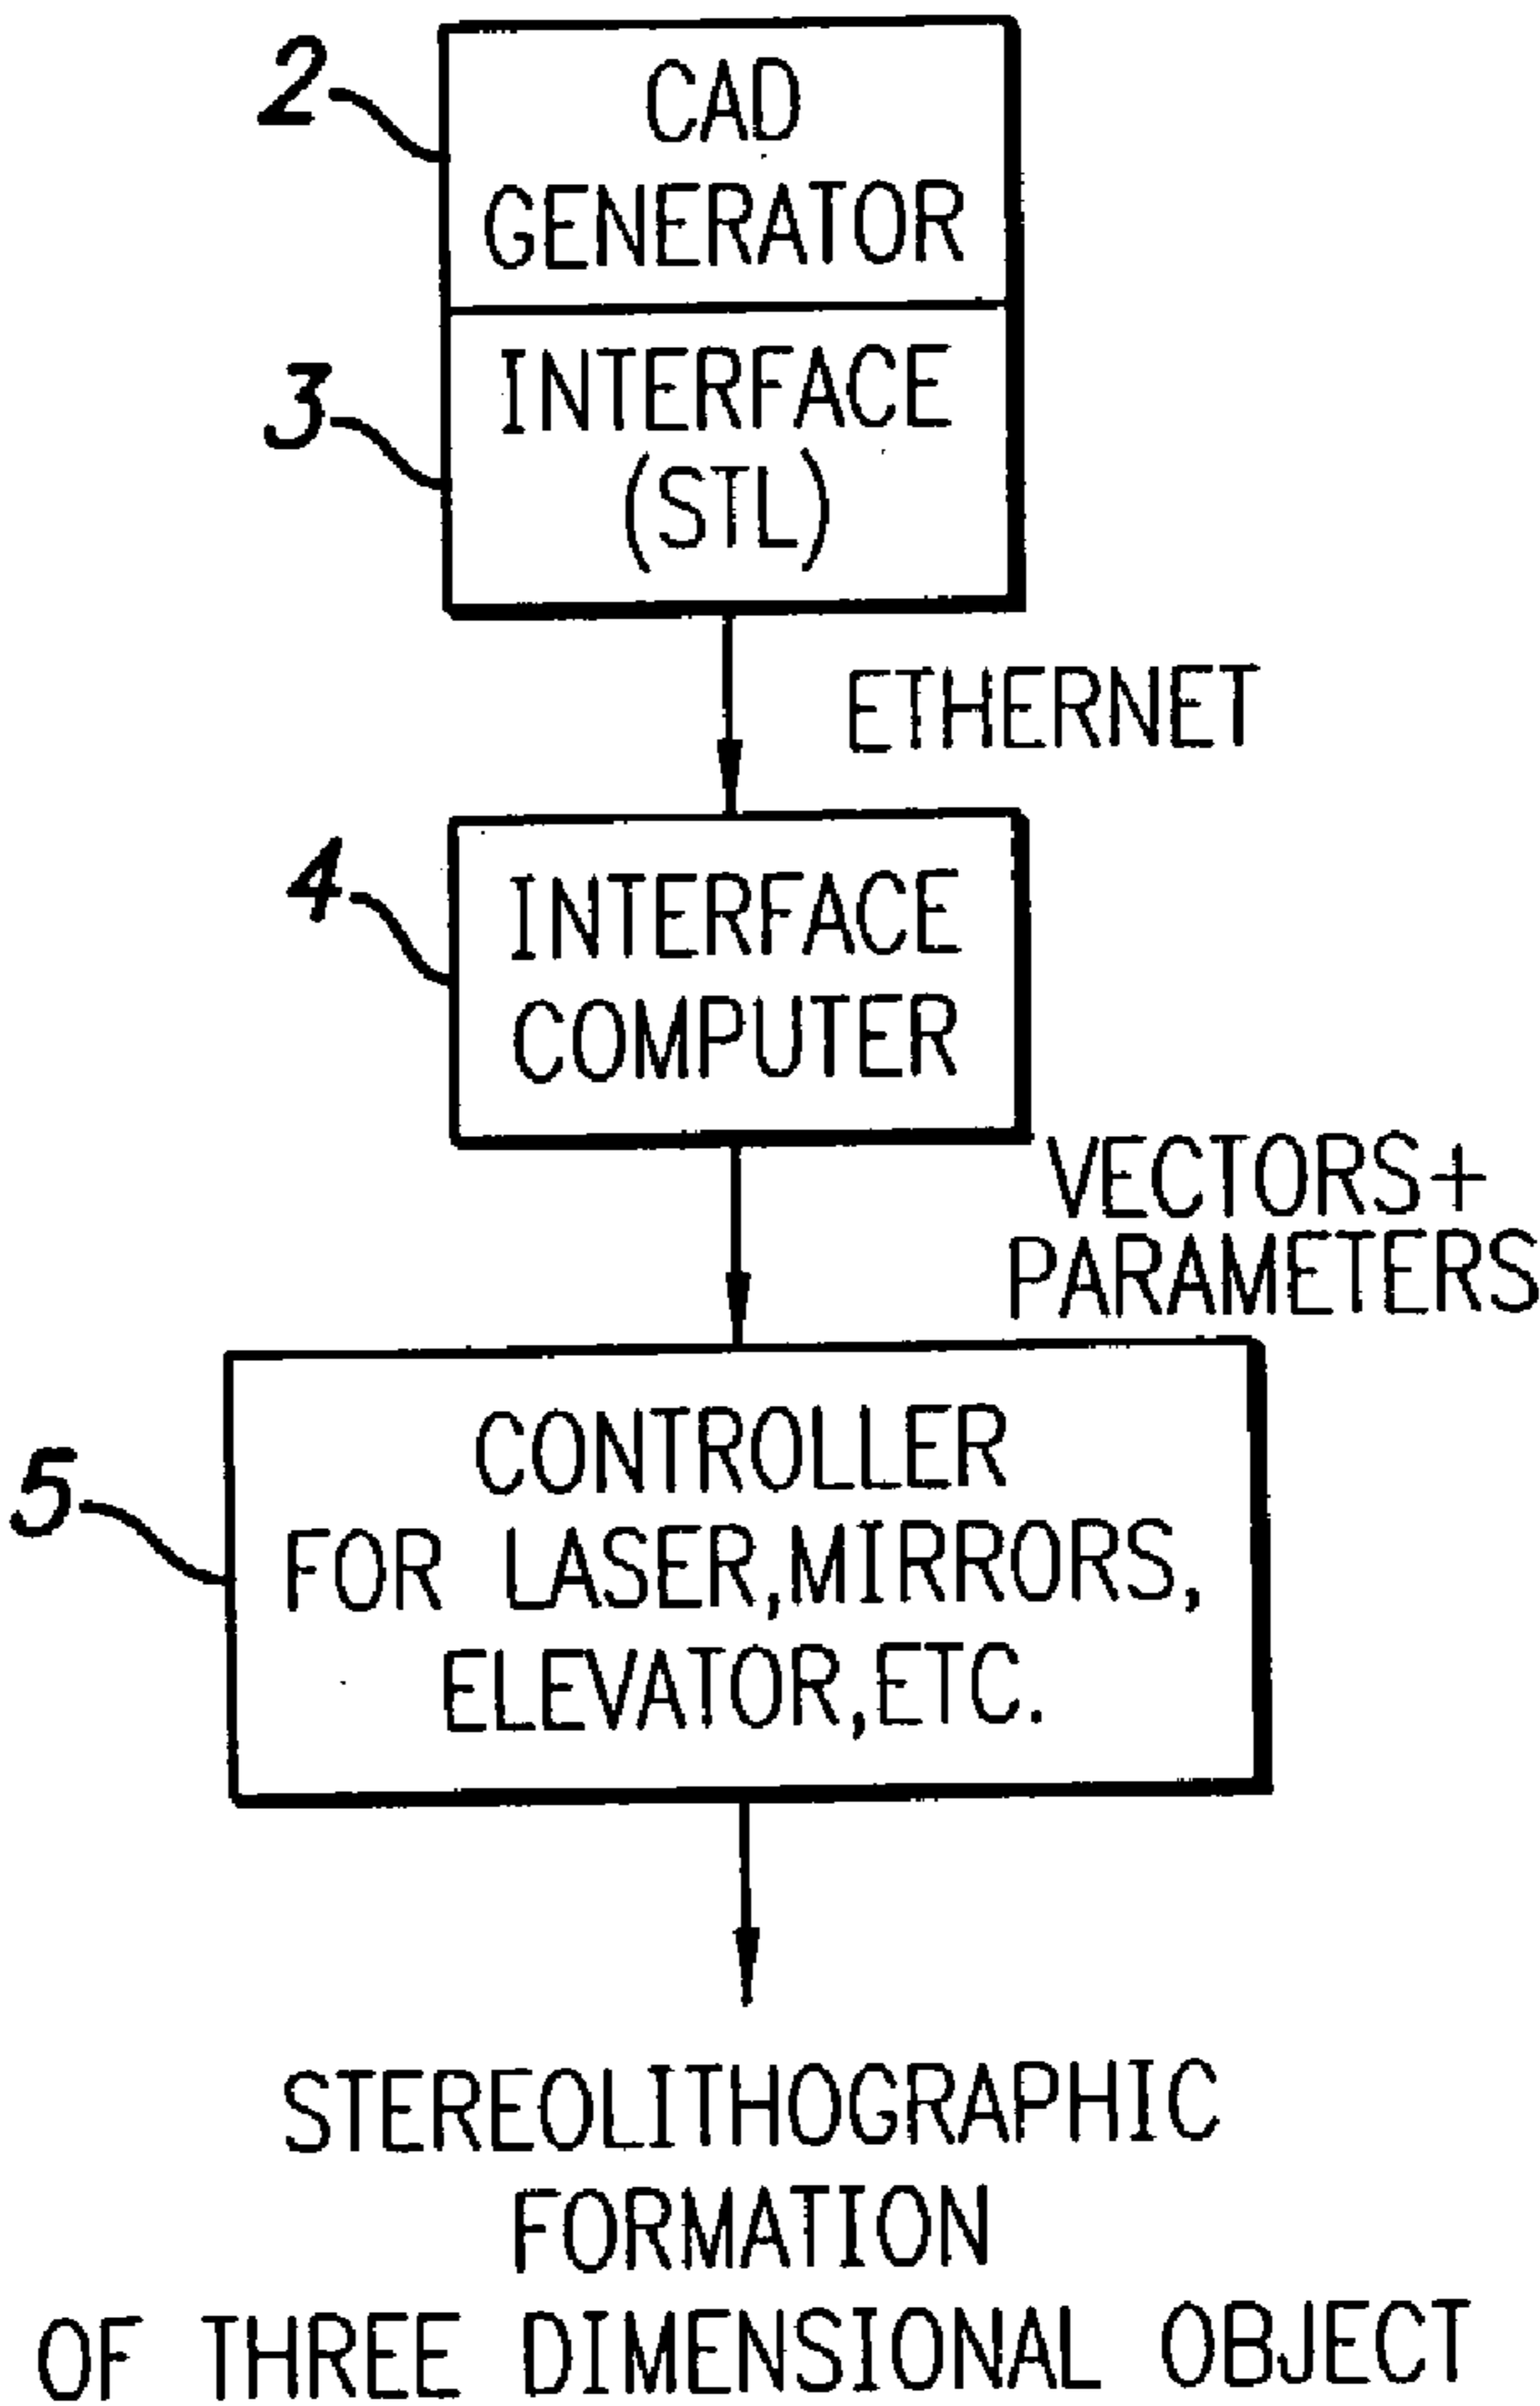 2
CAD
GENERATOR
3
INTERFACE
(STL)
ETHERNET
4
INTERFACE
COMPUTER
VECTORS+
PARAMETERS
5
CONTROLLER
FOR LASER,MIRRORS,
ELEVATOR,ETC.
STEREOLITHOGRAPHIC
FORMATION
OF THREE DIMENSIONAL OBJECT